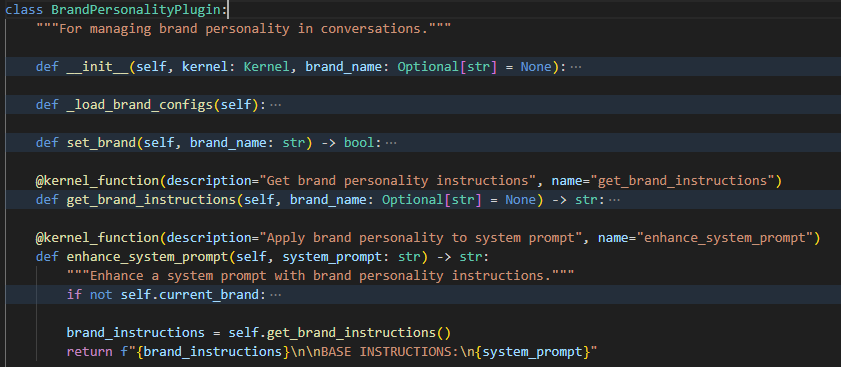 class BrandPersonalityPlugin:
    """For managing brand personality in conversations."""
    def __init__(self, kernel: Kernel, brand_name: Optional[str] = None):···
    def _load_brand_configs(self):···
    def set_brand(self, brand_name: str) -> bool:···
    @kernel_function(description="Get brand personality instructions", name="get_brand_instructions")
    def get_brand_instructions(self, brand_name: Optional[str] = None) -> str:···
    @kernel_function(description="Apply brand personality to system prompt", name="enhance_system_prompt")
    def enhance_system_prompt(self, system_prompt: str) -> str:
        """Enhance a system prompt with brand personality instructions."""
        if not self.current_brand:···
        brand_instructions = self.get_brand_instructions()
        return f"{brand_instructions}\n\nBASE INSTRUCTIONS:\n{system_prompt}"